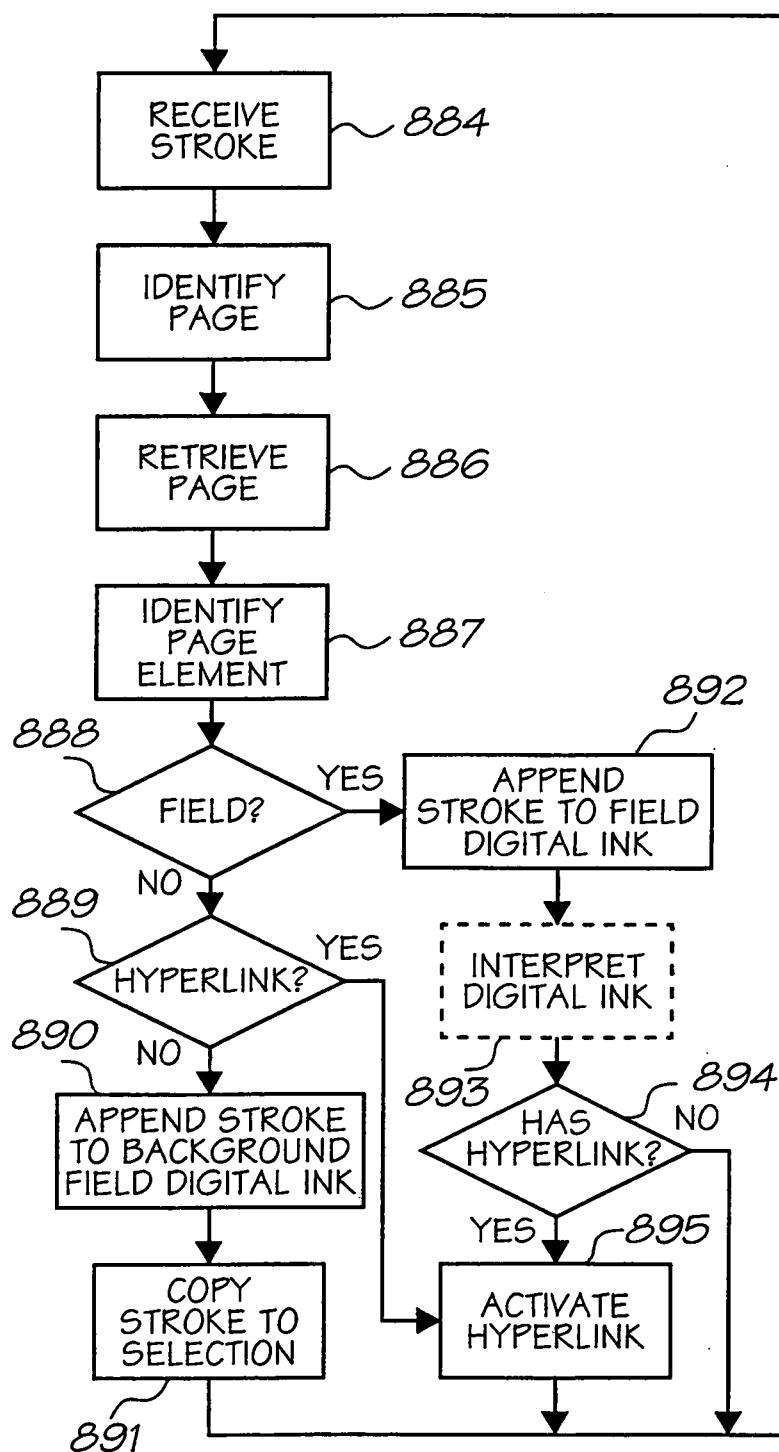 RECEIVE
STROKE
884
IDENTIFY
PAGE
885
RETRIEVE
PAGE
886
IDENTIFY
PAGE
ELEMENT
887
888
FIELD?
YES
NO
892
APPEND
STROKE TO FIELD
DIGITAL INK
889
HYPERLINK?
YES
NO
INTERPRET
DIGITAL INK
893
890
APPEND STROKE
TO BACKGROUND
FIELD DIGITAL INK
894
HAS
HYPERLINK?
NO
YES
895
COPY
STROKE TO
SELECTION
891
ACTIVATE
HYPERLINK